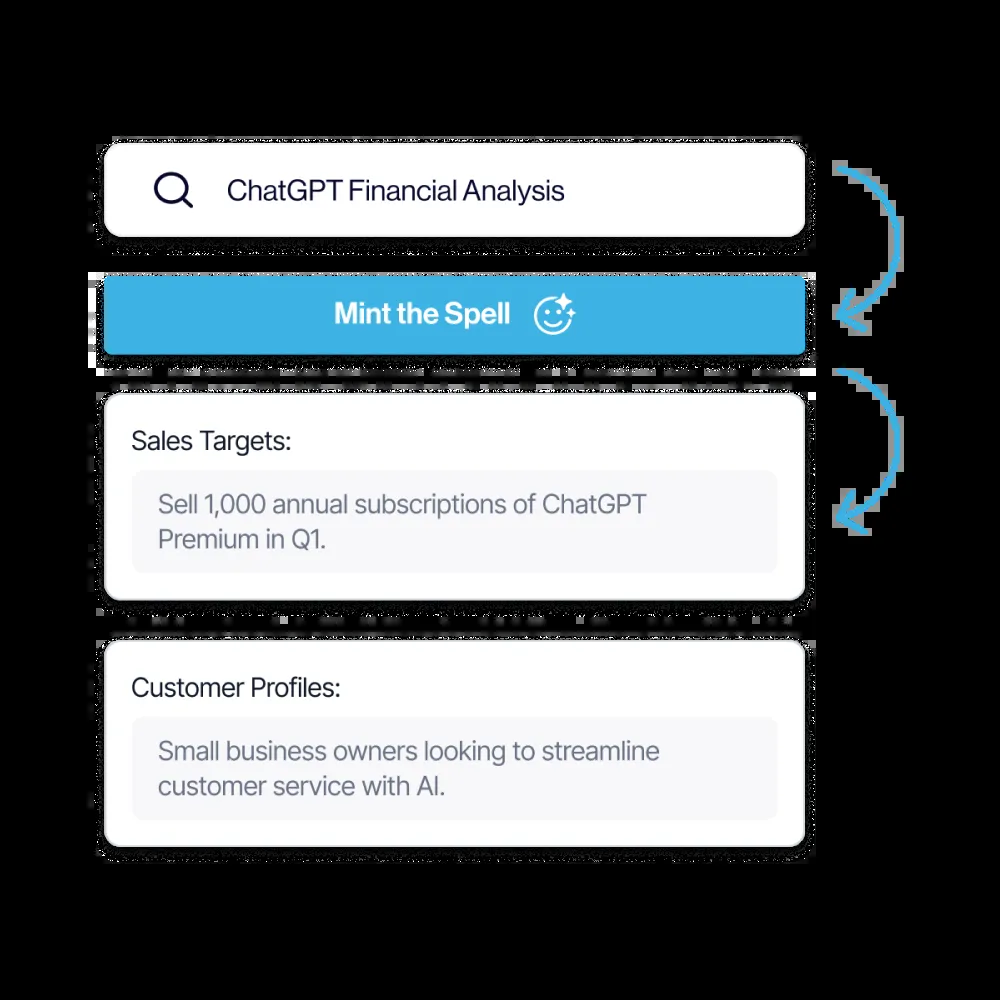 ChatGPT Financial Analysis
Mint the Spell
Sales Targets:
Sell 1,000 annual subscriptions of ChatGPT
Premium in Q1.
Customer Profiles:
Small business owners looking to streamline
customer service with AI.